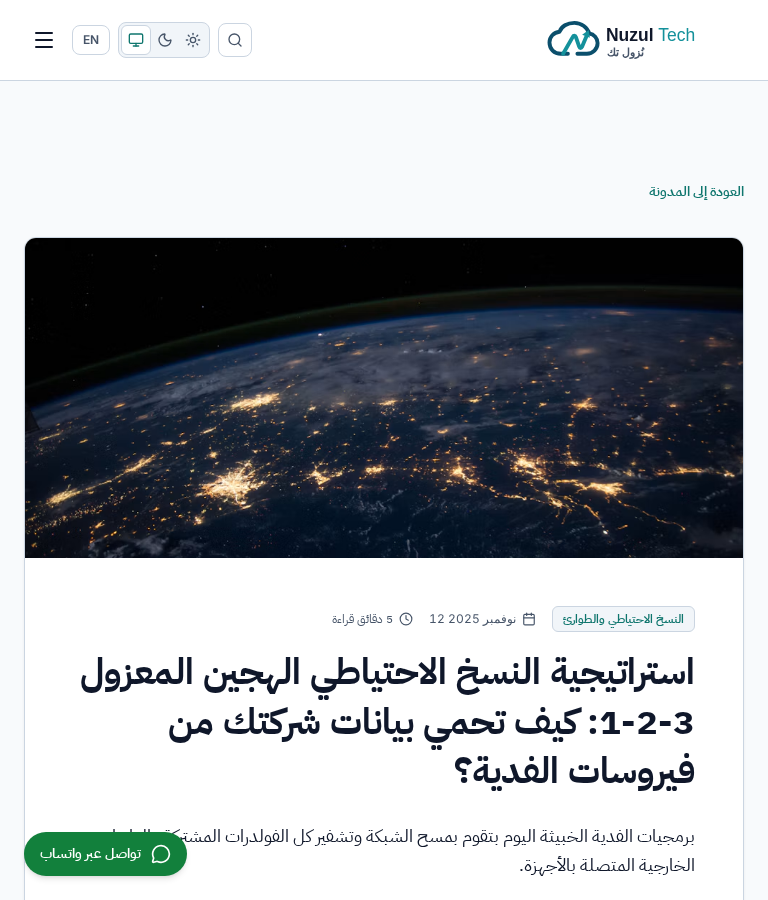 Nuzul Tech
نُزول تك
EN
العودة إلى المدونة
النسخ الاحتياطي والطوارئ
12 نوفمبر 2025
5 دقائق قراءة
استراتيجية النسخ الاحتياطي الهجين المعزول
3-2-1: كيف تحمي بيانات شركتك من
فيروسات الفدية؟
برمجيات الفدية الخبيثة اليوم بتقوم بمسح الشبكة وتشفير كل الفولدرات
الخارجية المتصلة بالأجهزة.
تواصل عبر واتساب